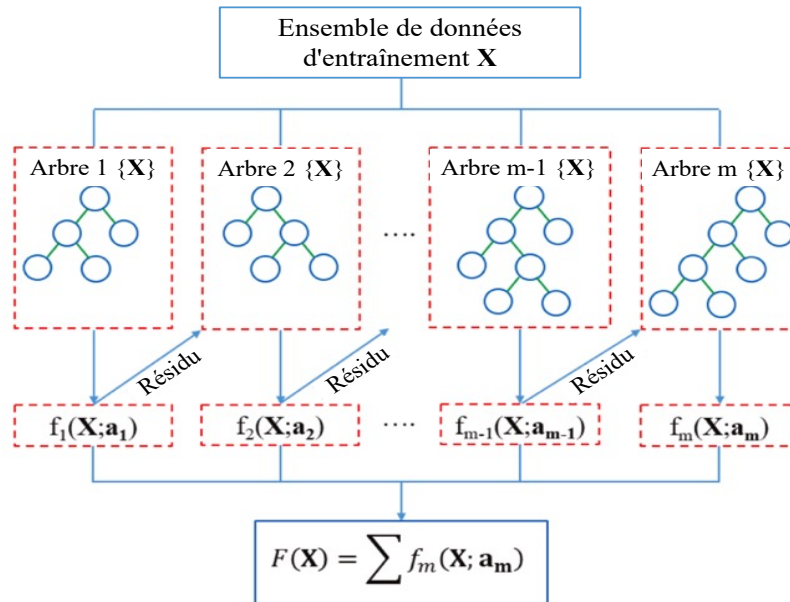 Ensemble de données
d'entraînement X
Arbre 1 {X}
Arbre 2 {X}
Arbre m-1 {X}
Arbre m {X}
....
Résidu
Résidu
Résidu
f₁(X;a₁)
f₂(X;a₂)
....
fₘ₋₁(X;aₘ₋₁)
fₘ(X;aₘ)
F(X) = ∑ fₘ(X; aₘ)